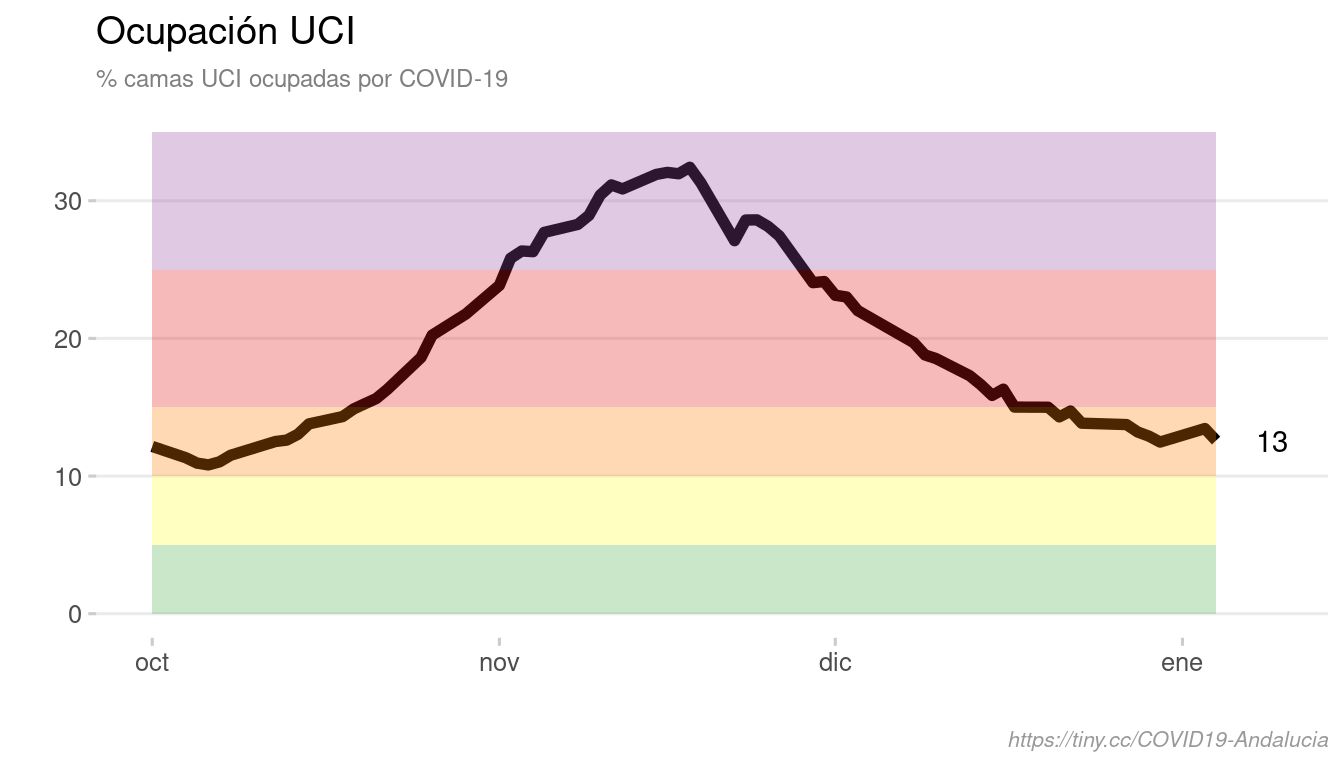 Ocupación UCI
% camas UCI ocupadas por COVID-19
30
20
10
0
13
oct nov dic ene
https://tiny.cc/COVID19-Andalucia